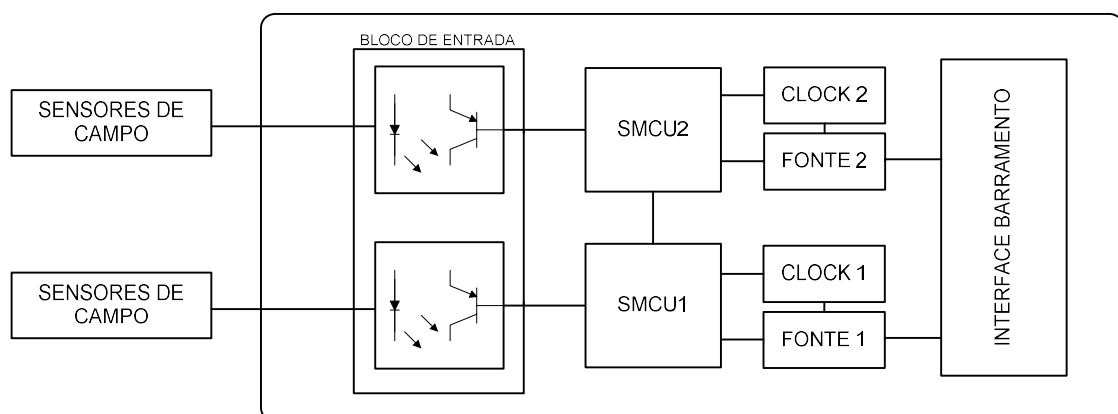 BLOCO DE ENTRADA
SENSORES DE
CAMPO
SMCU2
CLOCK 2
FONTE 2
SENSORES DE
CAMPO
SMCU1
CLOCK 1
FONTE 1
INTERFACE BARRAMENTO